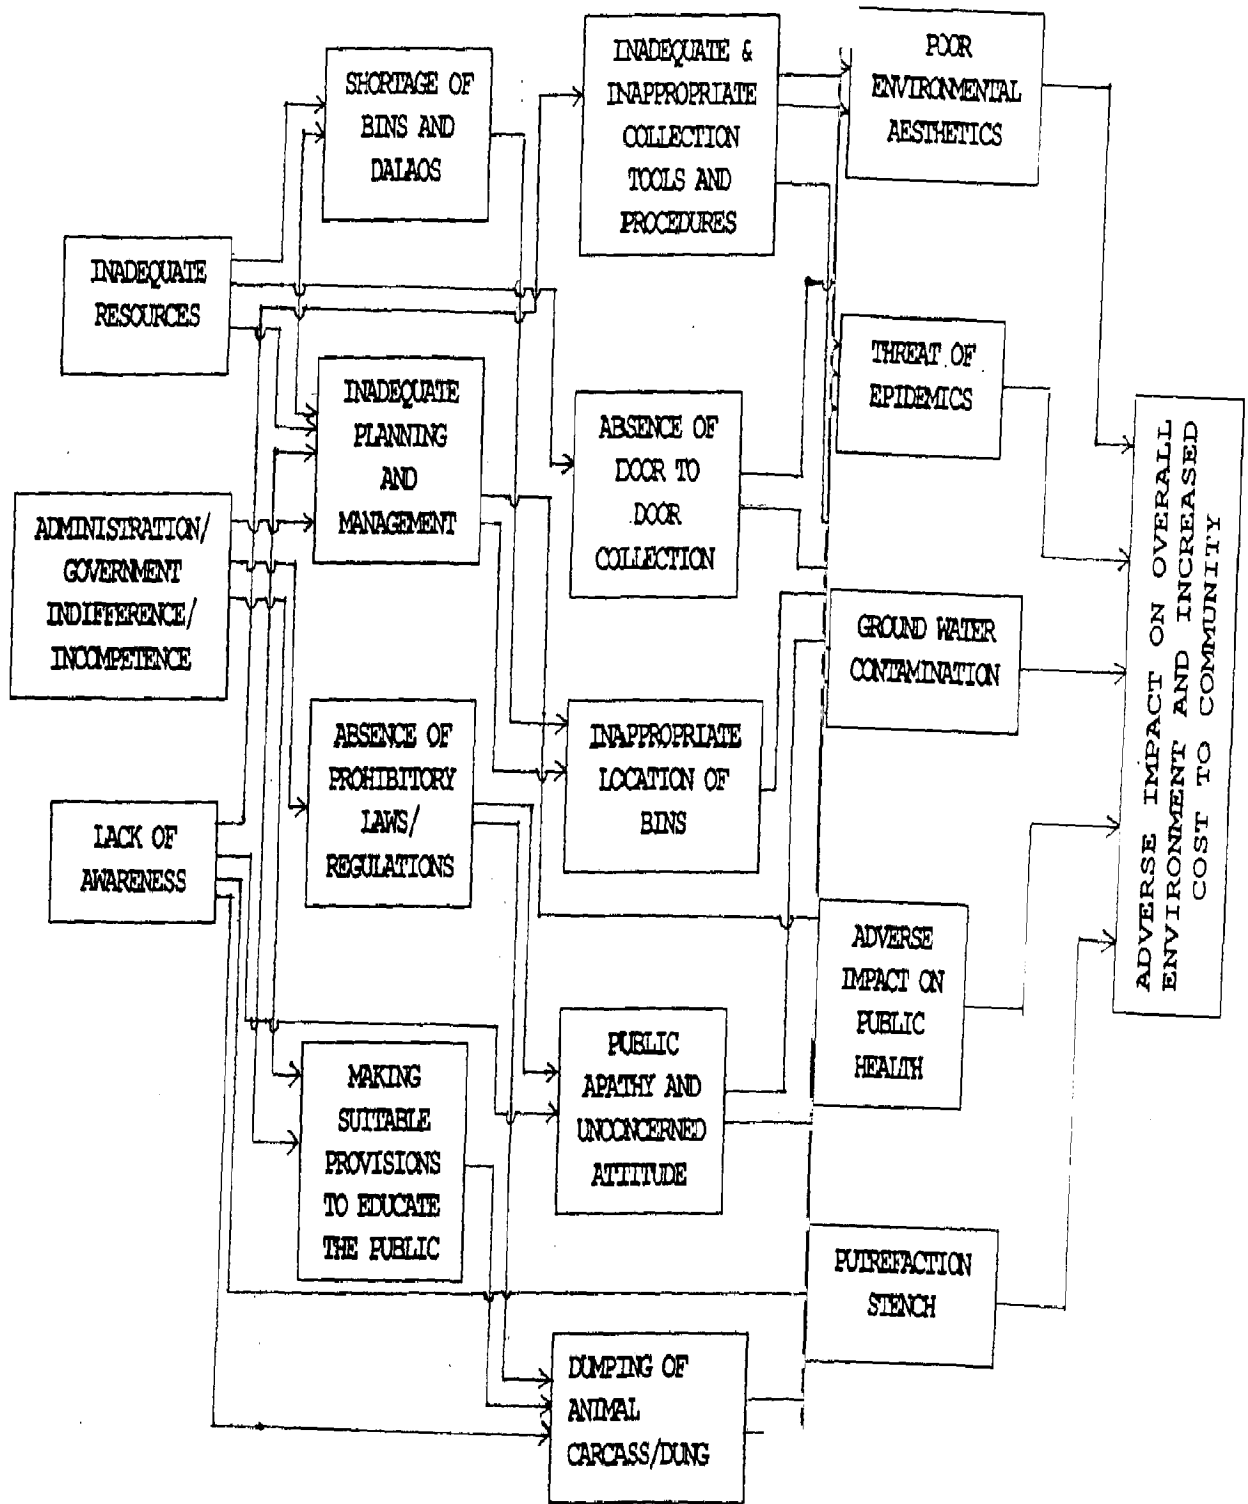 INADEQUATE
RESOURCES
ADMINISTRATION/
GOVERNMENT
INDIFFERENCE/
INCOMPETENCE
LACK OF
AWARENESS
SHORTAGE OF
BINS AND
DALAOS
INADEQUATE
PLANNING
AND
MANAGEMENT
ABSENCE OF
PROHIBITORY
LAWS/
REGULATIONS
MAKING
SUITABLE
PROVISIONS
TO EDUCATE
THE PUBLIC
INADEQUATE &
INAPPROPRIATE
COLLECTION
TOOLS AND
PROCEDURES
ABSENCE OF
DOOR TO
DOOR
COLLECTION
INAPPROPRIATE
LOCATION OF
BINS
PUBLIC
APATHY AND
UNCONCERNED
ATTITUDE
DUMPING OF
ANIMAL
CARCASS/DUNG
POOR
ENVIRONMENTAL
AESTHETICS
THREAT OF
EPIDEMICS
GROUND WATER
CONTAMINATION
ADVERSE
IMPACT ON
PUBLIC
HEALTH
PUTREFACTION
STENCH
ADVERSE IMPACT ON OVERALL
ENVIRONMENT AND INCREASED
COST TO COMMUNITY